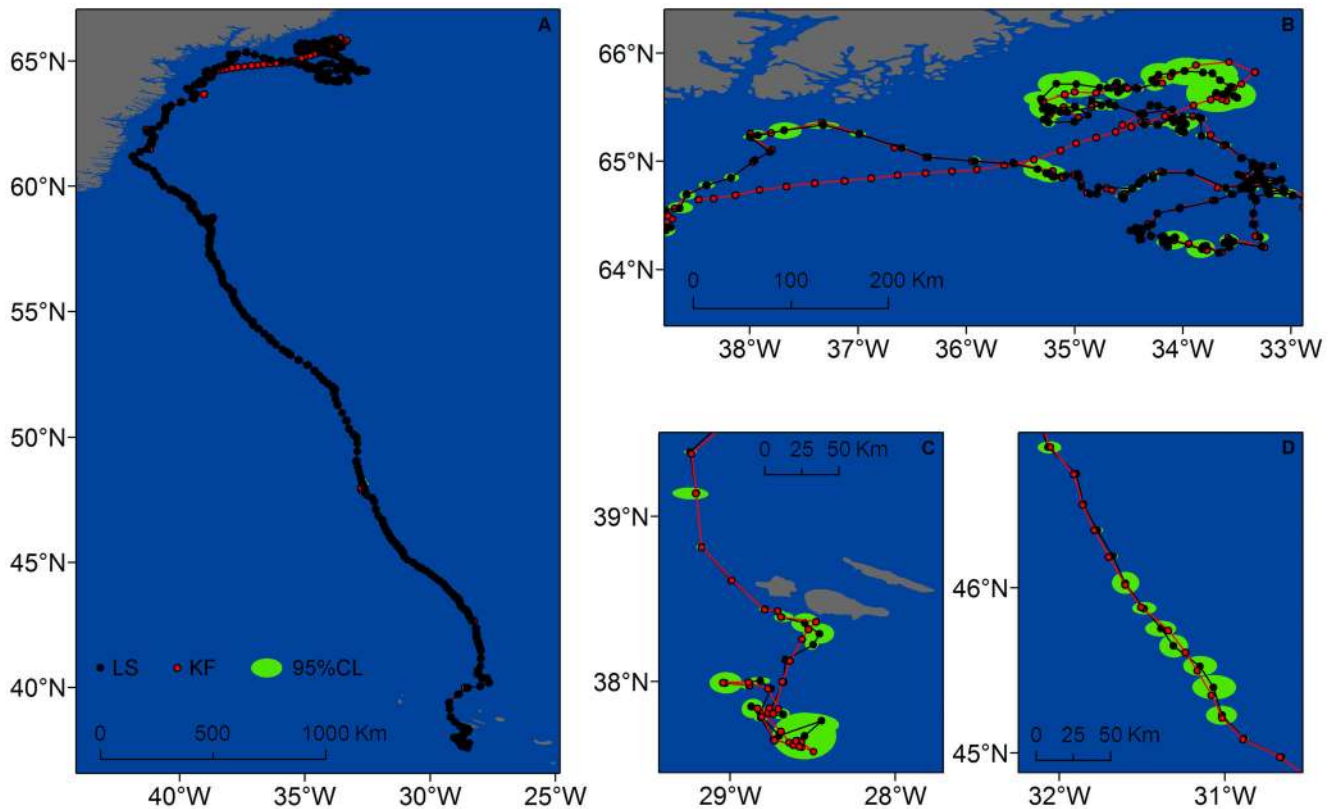 A
65°N
60°N
55°N
50°N
45°N
40°N
LS KF 95%CL
0 500 1000 Km
40°W 35°W 30°W 25°W
B
66°N
65°N
64°N
0 100 200 Km
38°W 37°W 36°W 35°W 34°W 33°W
C
0 25 50 Km
39°N
38°N
29°W 28°W
D
46°N
45°N
0 25 50 Km
32°W 31°W